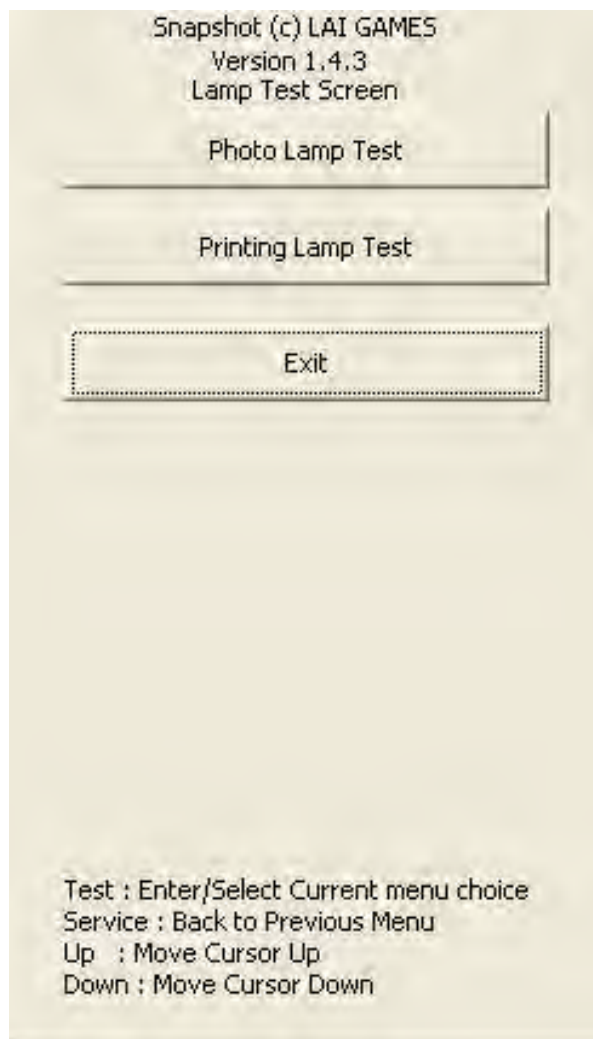 Snapshot (c) LAI GAMES
Version 1.4.3
Lamp Test Screen
Photo Lamp Test
Printing Lamp Test
Exit
Test : Enter/Select Current menu choice
Service : Back to Previous Menu
Up : Move Cursor Up
Down : Move Cursor Down